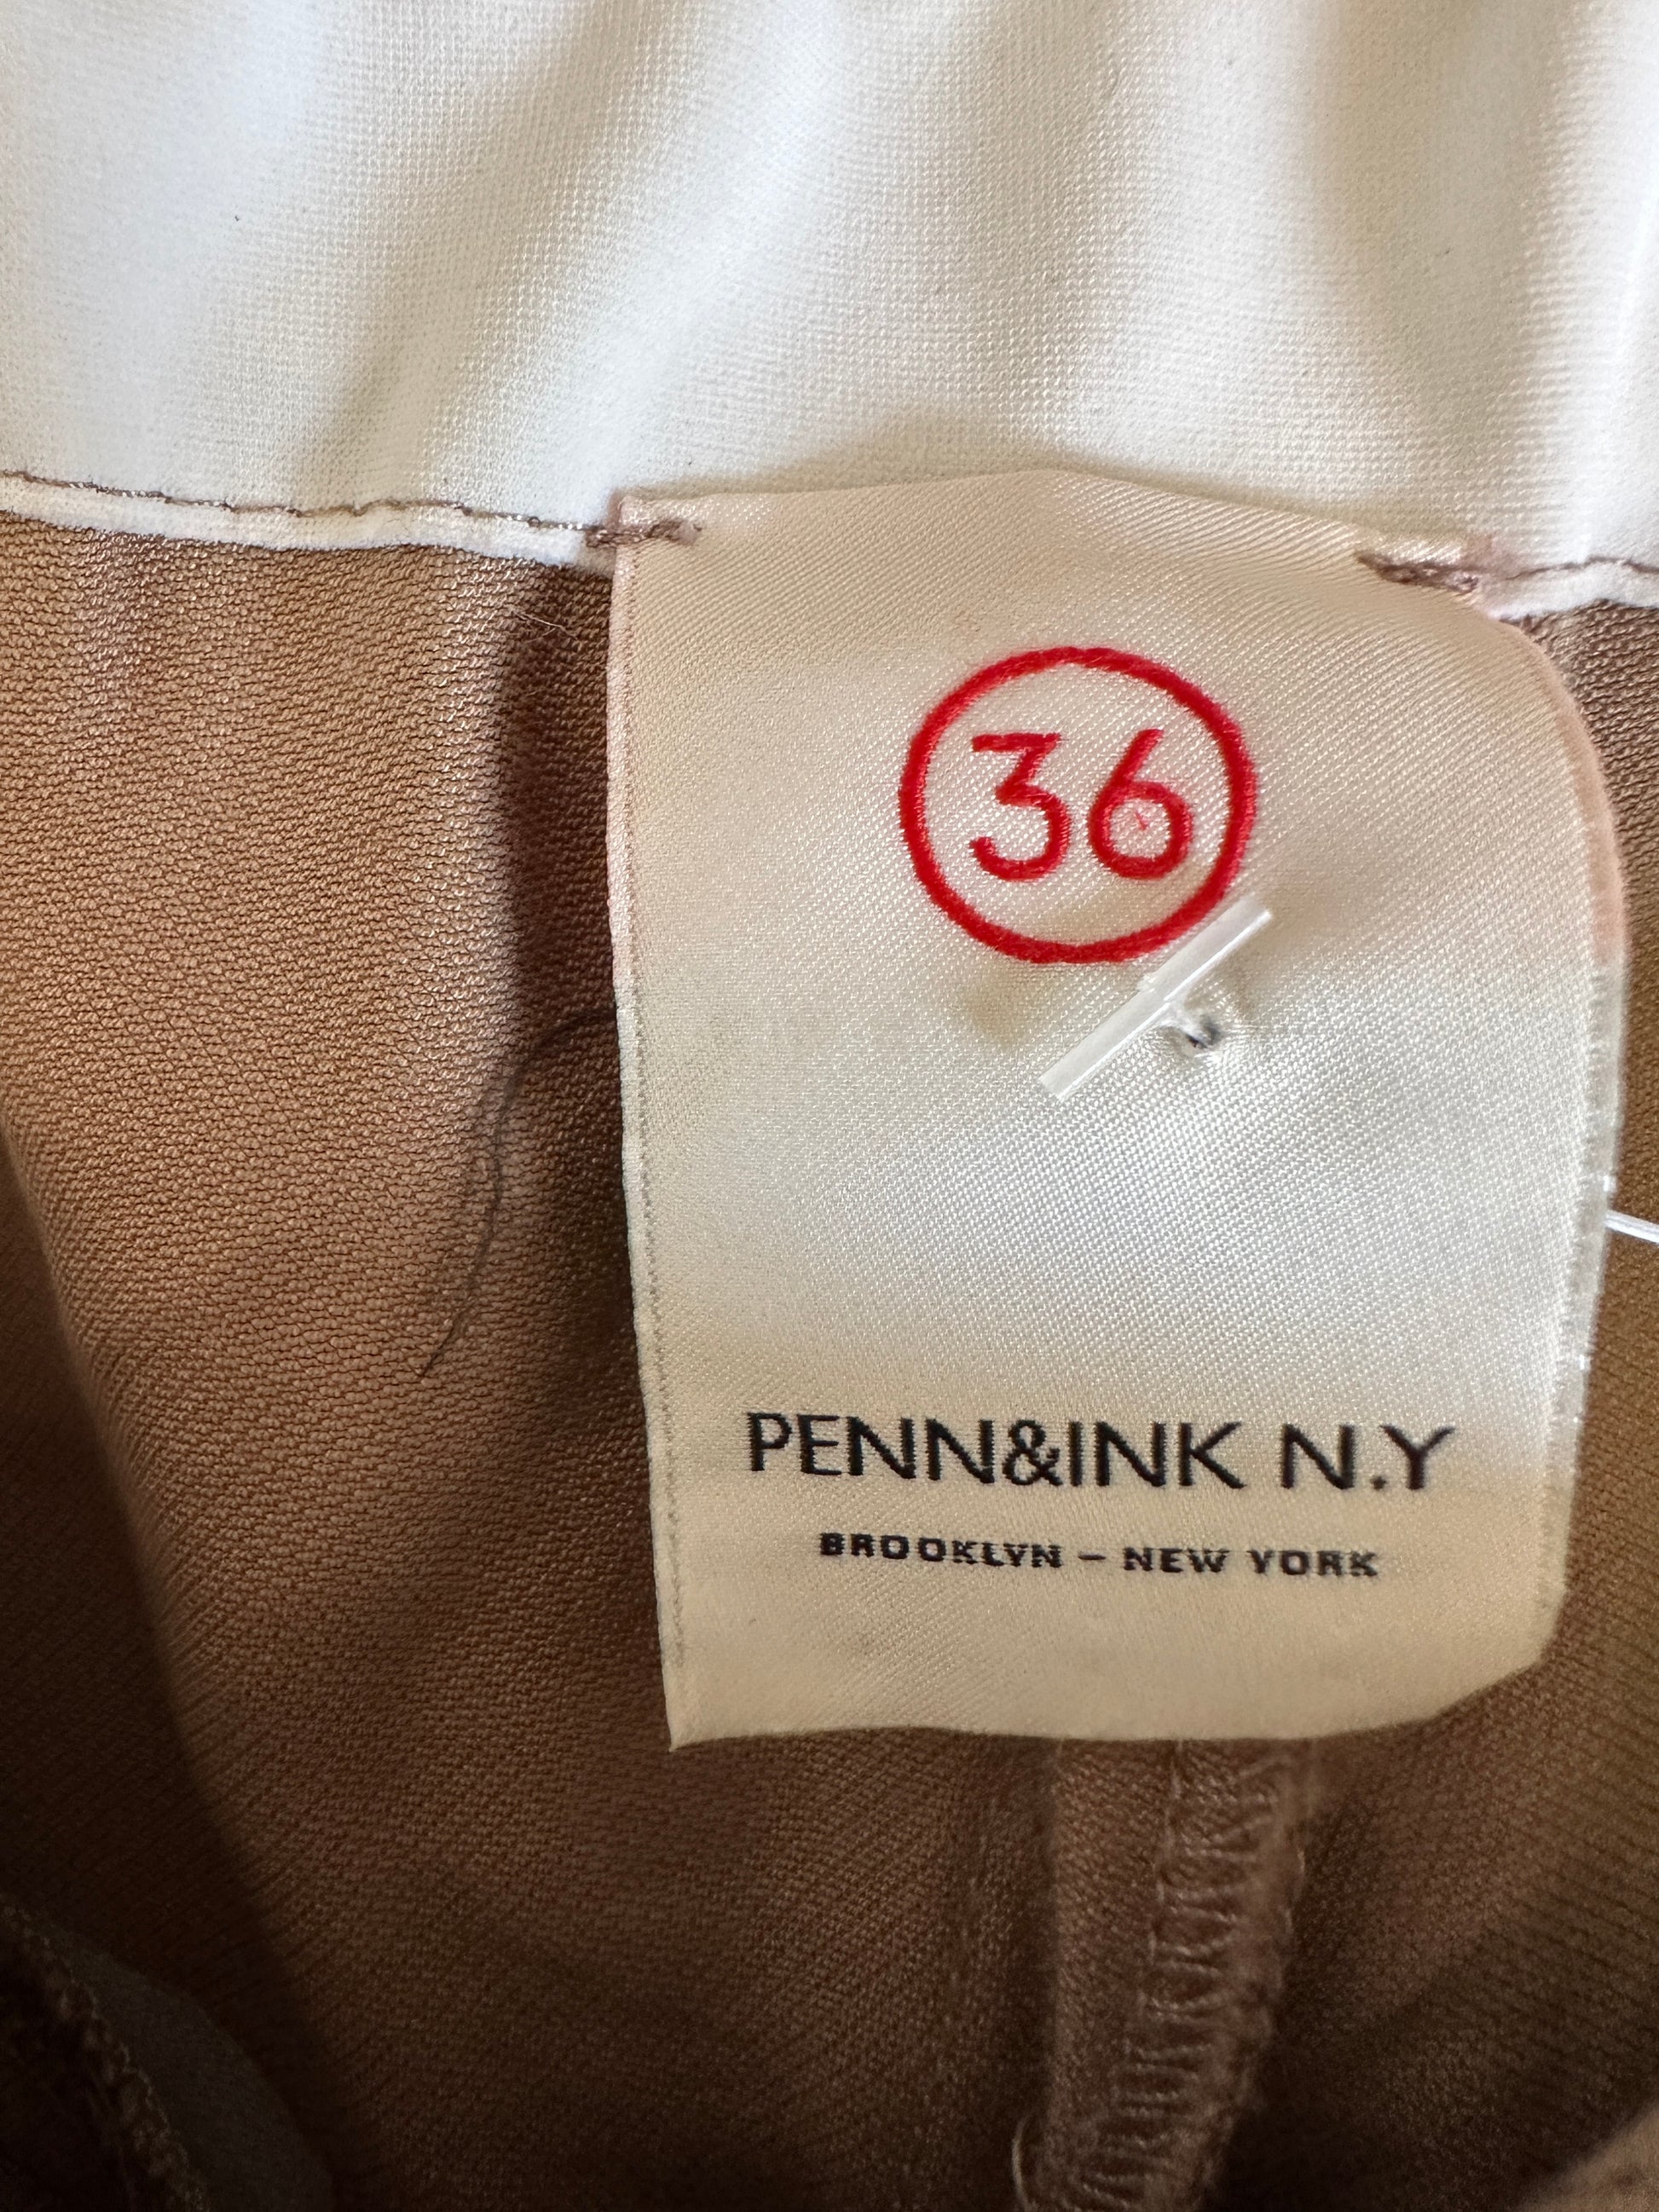 36
PENN&INK N.Y
BROOKLYN – NEW YORK